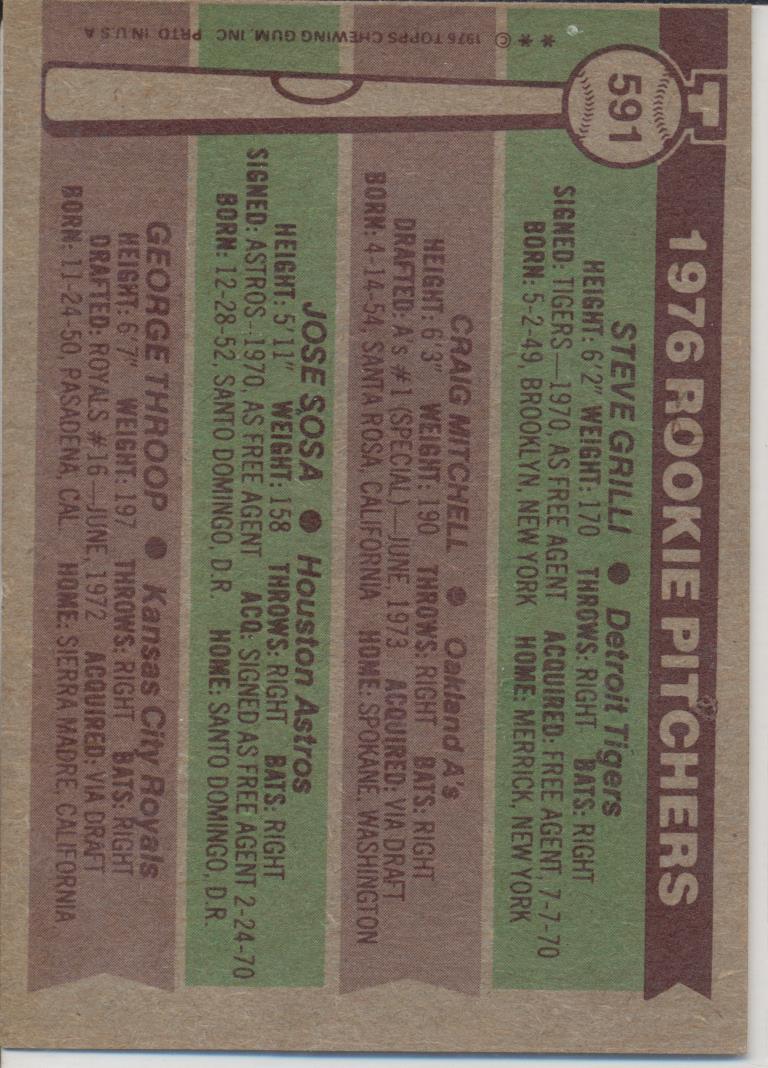 591
1976 ROOKIE PITCHERS
STEVE GRILLI ● Detroit Tigers
HEIGHT: 6'2" WEIGHT: 170 THROWS: RIGHT BATS: RIGHT
SIGNED: TIGERS—1970, AS FREE AGENT ACQUIRED: FREE AGENT, 7-7-70
BORN: 5-2-49, BROOKLYN, NEW YORK HOME: MERRICK, NEW YORK
CRAIG MITCHELL ● Oakland A's
HEIGHT: 6'3" WEIGHT: 190 THROWS: RIGHT BATS: RIGHT
DRAFTED: A's #1 (SPECIAL)—JUNE, 1973 ACQUIRED: VIA DRAFT
BORN: 4-14-54, SANTA ROSA, CALIFORNIA HOME: SPOKANE, WASHINGTON
JOSE SOSA ● Houston Astros
HEIGHT: 5'11" WEIGHT: 158 THROWS: RIGHT BATS: RIGHT
SIGNED: ASTROS—1970, AS FREE AGENT ACQ: SIGNED AS FREE AGENT 2-24-70
BORN: 12-28-52, SANTO DOMINGO, D.R. HOME: SANTO DOMINGO, D.R.
GEORGE THROOP ● Kansas City Royals
HEIGHT: 6'7" WEIGHT: 197 THROWS: RIGHT BATS: RIGHT
DRAFTED: ROYALS #16—JUNE, 1972 ACQUIRED: VIA DRAFT
BORN: 11-24-50, PASADENA, CAL. HOME: SIERRA MADRE, CALIFORNIA
** © 1976 TOPPS CHEWING GUM, INC PRTD IN U.S.A